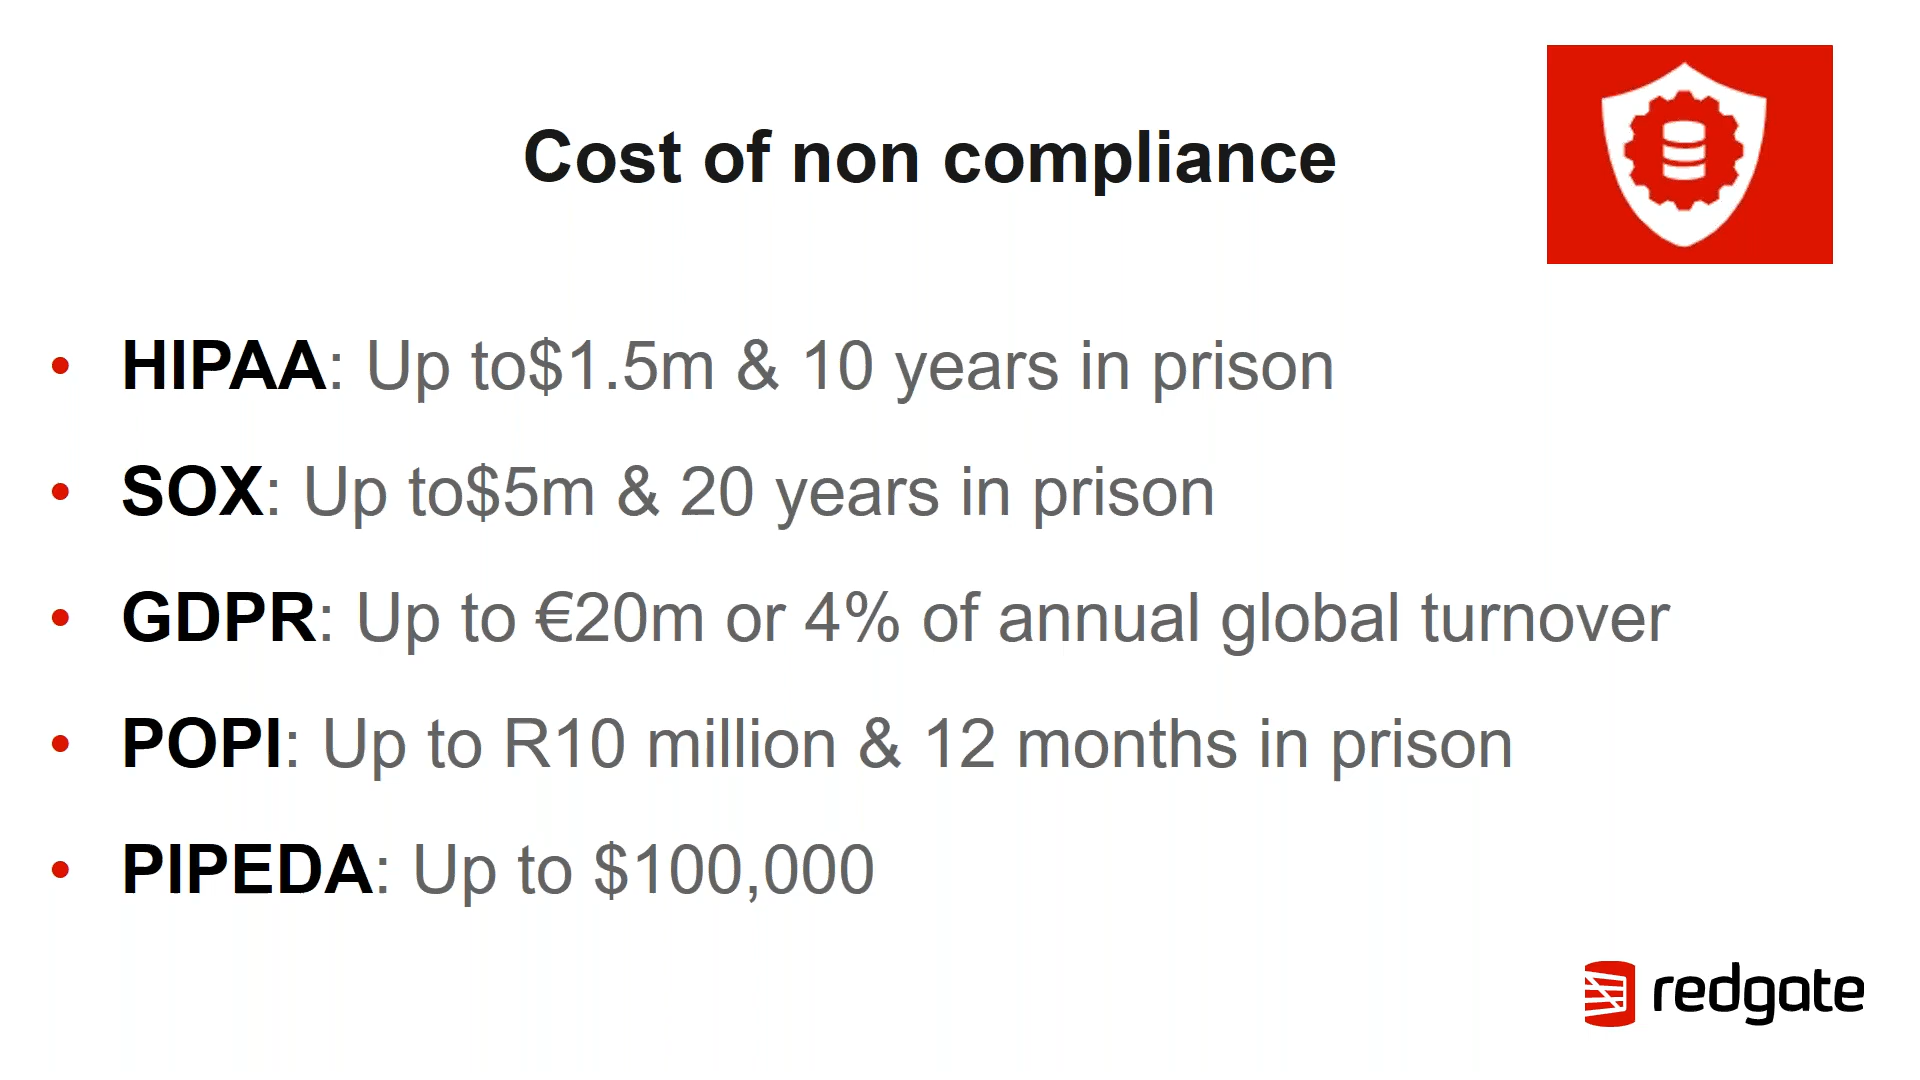 Cost of non compliance
• HIPAA: Up to$1.5m & 10 years in prison
• SOX: Up to$5m & 20 years in prison
• GDPR: Up to €20m or 4% of annual global turnover
• POPI: Up to R10 million & 12 months in prison
• PIPEDA: Up to $100,000
redgate